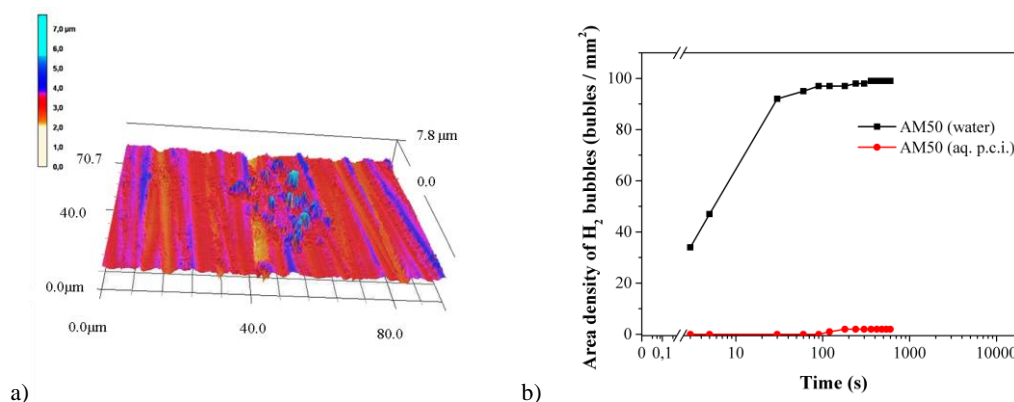 7,0 µm
6,0
5,0
4,0
3,0
2,0
1,0
0,0
7.8 µm
70.7
0.0
40.0
0.0µm
0.0µm
40.0
80.0
a)
Area density of H2 bubbles (bubles / mm2)
100
80
60
40
20
0
AM50 (water)
AM50 (aq. p.c.i.)
0 0,1 10 100 1000 10000
Time (s)
b)